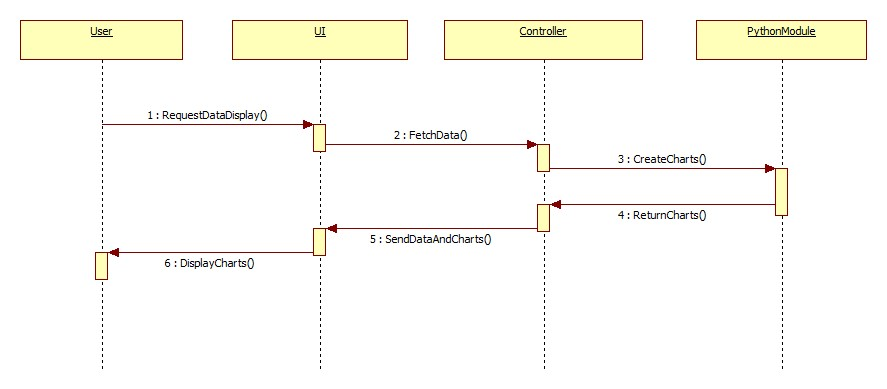 User
UI
Controller
PythonModule
1 : RequestDataDisplay()
2 : FetchData()
3 : CreateCharts()
4 : ReturnCharts()
5 : SendDataAndCharts()
6 : DisplayCharts()